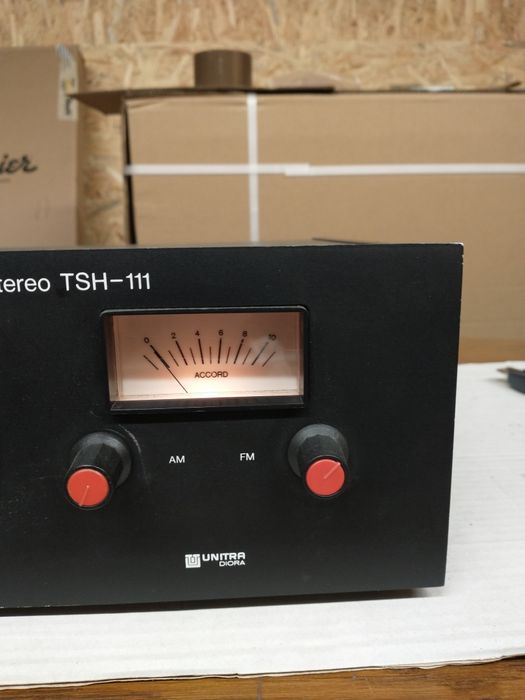 tereo TSH-111
0 2 4 6 8 10
ACCORD
AM FM
UNITRA
DIORA